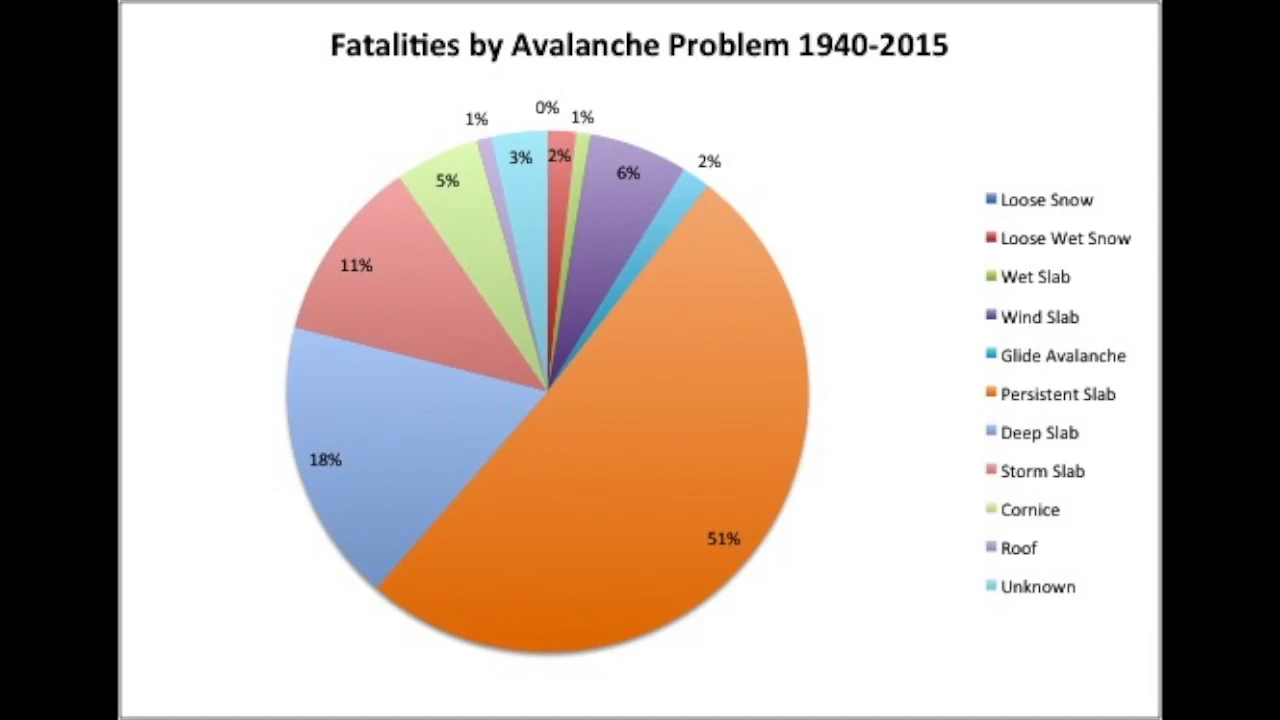 Fatalities by Avalanche Problem 1940-2015
0%
1%
1%
3%
2%
2%
5%
6%
11%
18%
51%
Loose Snow
Loose Wet Snow
Wet Slab
Wind Slab
Glide Avalanche
Persistent Slab
Deep Slab
Storm Slab
Cornice
Roof
Unknown